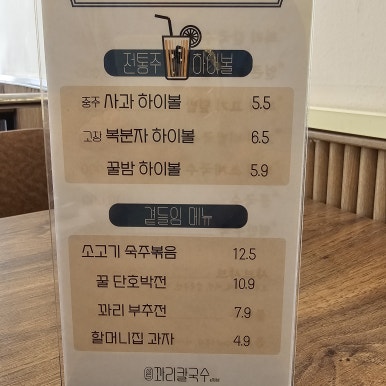 전통주 하이볼
충주 사과 하이볼 5.5
고창 복분자 하이볼 6.5
꿀밤 하이볼 5.9
곁들임 메뉴
소고기 숙주볶음 12.5
꿀 단호박전 10.9
꽈리 부추전 7.9
할머니집 과자 4.9
꽈리칼국수